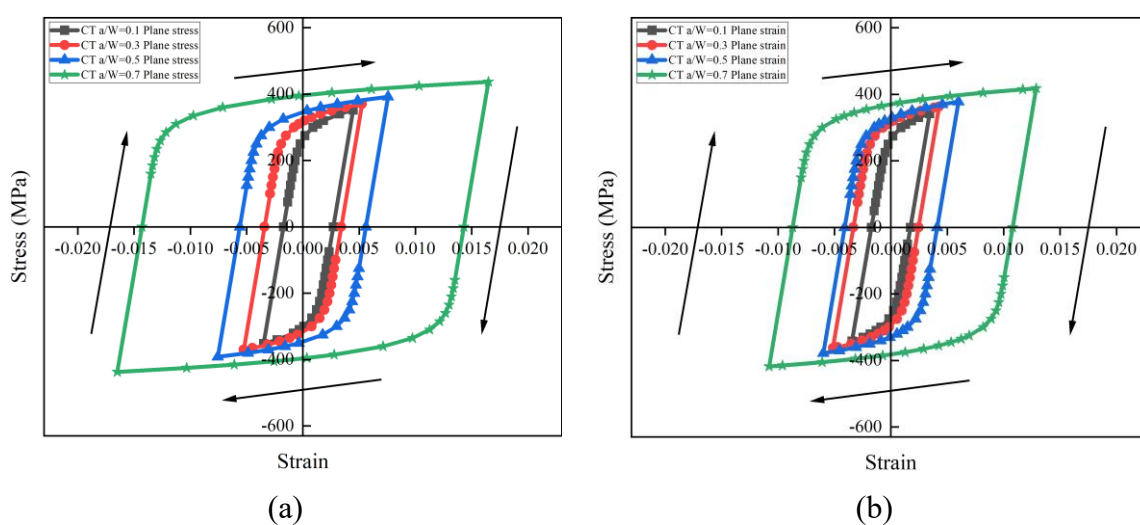 CT a/W=0.1 Plane stress
CT a/W=0.3 Plane stress
CT a/W=0.5 Plane stress
CT a/W=0.7 Plane stress
600
400
200
0
-200
-400
-600
-0.020 -0.015 -0.010 -0.005 0.000 0.005 0.010 0.015 0.020
Stress (MPa)
Strain
(a)
CT a/W=0.1 Plane strain
CT a/W=0.3 Plane strain
CT a/W=0.5 Plane strain
CT a/W=0.7 Plane strain
600
400
200
0
-200
-400
-600
-0.020 -0.015 -0.010 -0.005 0.000 0.005 0.010 0.015 0.020
Stress (MPa)
Strain
(b)